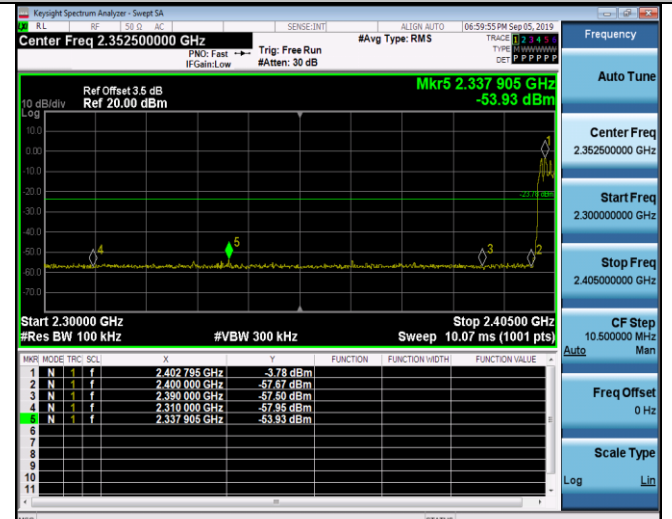 Keysight Spectrum Analyzer - Swept SA
RL RF 50 Ω AC SENSE:INT ALIGN AUTO 06:59:55 PM Sep 05, 2019
Center Freq 2.352500000 GHz
#Avg Type: RMS
TRACE 1 2 3 4 5 6
PNO: Fast Trig: Free Run
TYPE M WWWWW
IFGain:Low #Atten: 30 dB
DET P P P P P P
Mkr5 2.337 905 GHz
-53.93 dBm
Ref Offset 3.5 dB
10 dB/div Ref 20.00 dBm
Log
10.0
0.00
-10.0
-20.0
-23.78 dBm
-30.0
-40.0
-50.0
-60.0
-70.0
1
2
3
4
5
Start 2.30000 GHz Stop 2.40500 GHz
#Res BW 100 kHz #VBW 300 kHz Sweep 10.07 ms (1001 pts)
MKR MODE TRC SCL X Y FUNCTION FUNCTION WIDTH FUNCTION VALUE
1 N 1 f 2.402 795 GHz -3.78 dBm
2 N 1 f 2.400 000 GHz -57.67 dBm
3 N 1 f 2.390 000 GHz -57.50 dBm
4 N 1 f 2.310 000 GHz -57.95 dBm
5 N 1 f 2.337 905 GHz -53.93 dBm
6
7
8
9
10
11
MSG STATUS
Frequency
Auto Tune
Center Freq
2.352500000 GHz
Start Freq
2.300000000 GHz
Stop Freq
2.405000000 GHz
CF Step
10.500000 MHz
Auto Man
Freq Offset
0 Hz
Scale Type
Log Lin